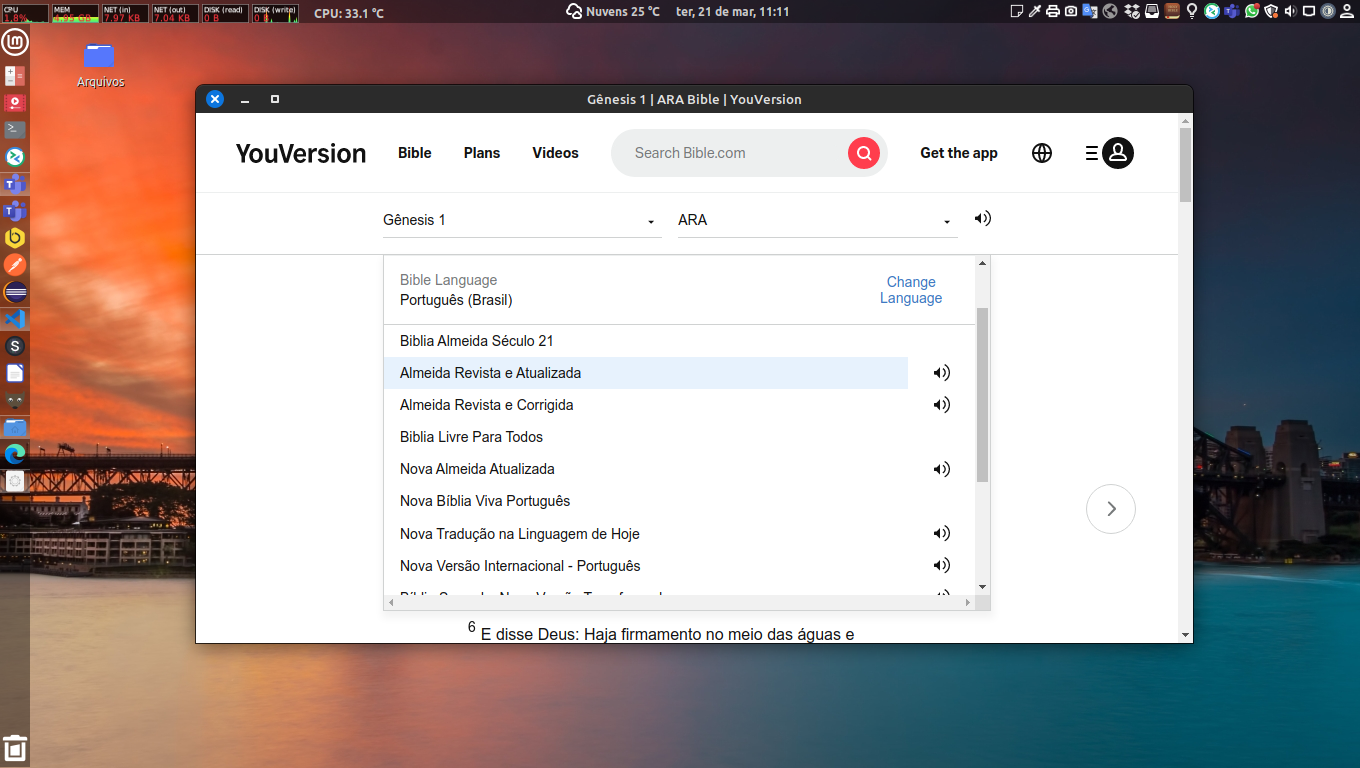 CPU
1,8%
MEM
4.95 GB
NET (in)
7.97 KB
NET (out)
7.04 KB
DISK (read)
0 B
DISK (write)
0 B
CPU: 33.1 °C
Nuvens 25 °C
ter, 21 de mar, 11:11
Arquivos
Gênesis 1 | ARA Bible | YouVersion
YouVersion
Bible
Plans
Videos
Search Bible.com
Get the app
Gênesis 1
ARA
Bible Language
Português (Brasil)
Change
Language
Biblia Almeida Século 21
Almeida Revista e Atualizada
Almeida Revista e Corrigida
Biblia Livre Para Todos
Nova Almeida Atualizada
Nova Bíblia Viva Português
Nova Tradução na Linguagem de Hoje
Nova Versão Internacional - Português
6 E disse Deus: Haja firmamento no meio das águas e